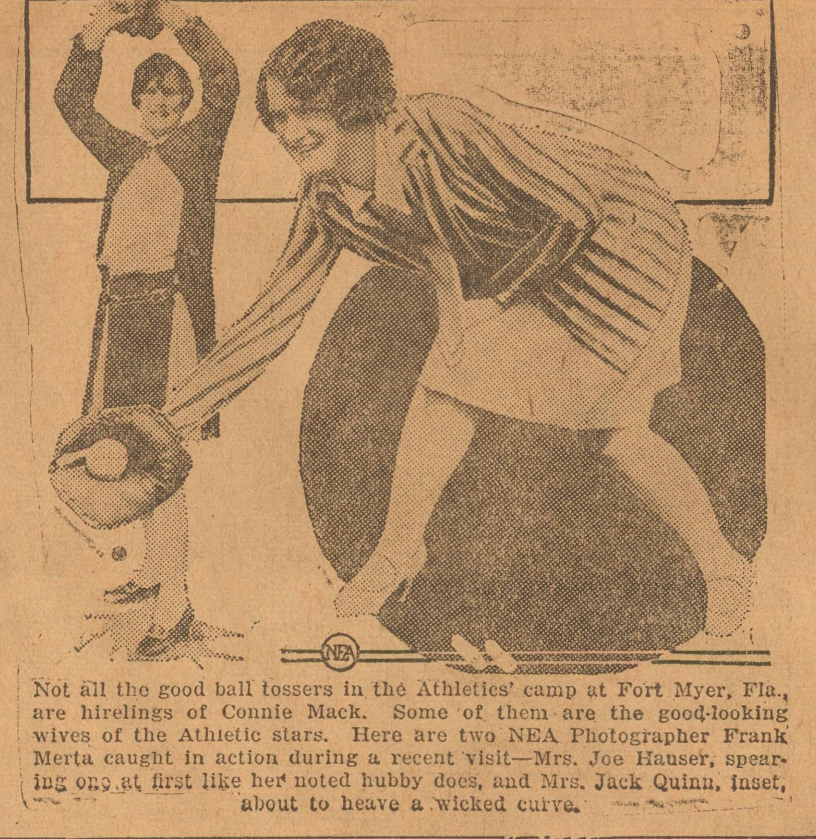 NEA
Not all the good ball tossers in the Athletics' camp at Fort Myer, Fla.,
are hirelings of Connie Mack. Some of them are the good-looking
wives of the Athletic stars. Here are two NEA Photographer Frank
Merta caught in action during a recent visit—Mrs. Joe Hauser, spear-
ing one at first like her noted hubby does, and Mrs. Jack Quinn, inset,
about to heave a wicked curve.